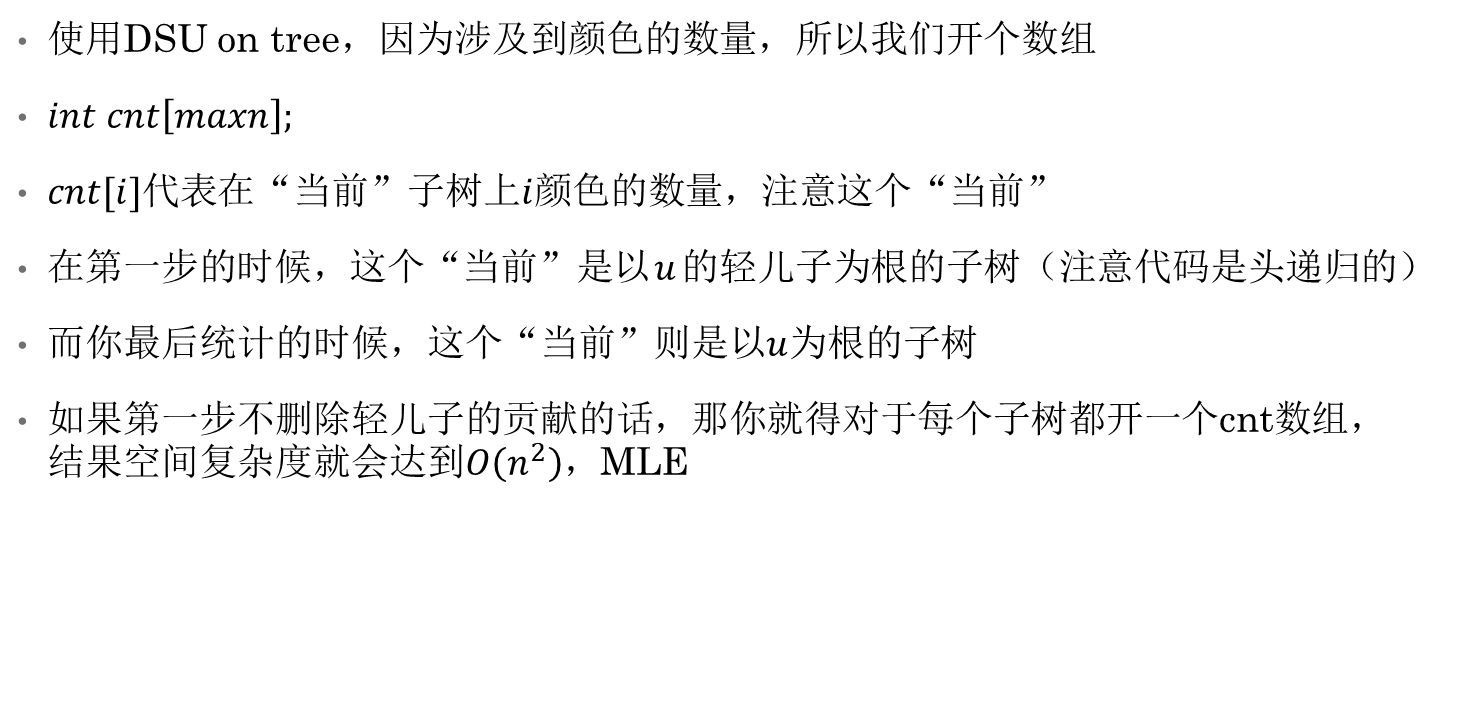 • 使用DSU on tree，因为涉及到颜色的数量，所以我们开个数组
• int cnt[maxn];
• cnt[i]代表在“当前”子树上i颜色的数量，注意这个“当前”
• 在第一步的时候，这个“当前”是以u的轻儿子为根的子树（注意代码是头递归的）
• 而你最后统计的时候，这个“当前”则是以u为根的子树
• 如果第一步不删除轻儿子的贡献的话，那你就得对于每个子树都开一个cnt数组，
结果空间复杂度就会达到O(n²)，MLE